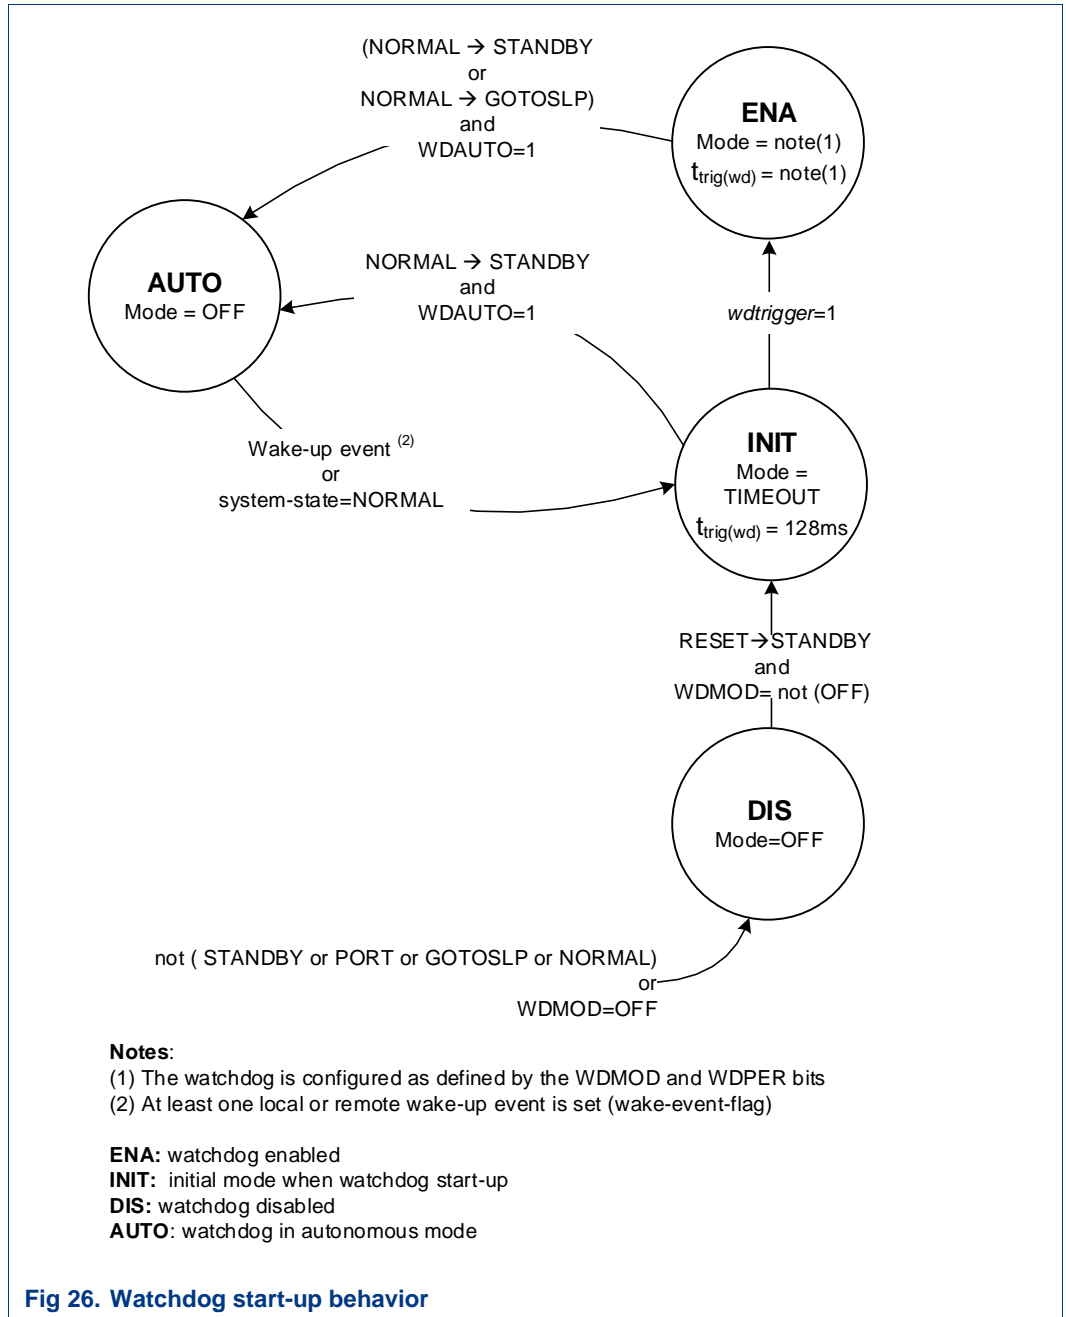 (NORMAL → STANDBY
or
NORMAL → GOTOSLP)
and
WDAUTO=1
ENA
Mode = note(1)
ttrig(wd) = note(1)
AUTO
Mode = OFF
NORMAL → STANDBY
and
WDAUTO=1
wdtrigger=1
Wake-up event (2)
or
system-state=NORMAL
INIT
Mode =
TIMEOUT
ttrig(wd) = 128ms
RESET→STANDBY
and
WDMOD= not (OFF)
DIS
Mode=OFF
not ( STANDBY or PORT or GOTOSLP or NORMAL)
or
WDMOD=OFF
Notes:
(1) The watchdog is configured as defined by the WDMOD and WDPER bits
(2) At least one local or remote wake-up event is set (wake-event-flag)
ENA: watchdog enabled
INIT: initial mode when watchdog start-up
DIS: watchdog disabled
AUTO: watchdog in autonomous mode
Fig 26. Watchdog start-up behavior